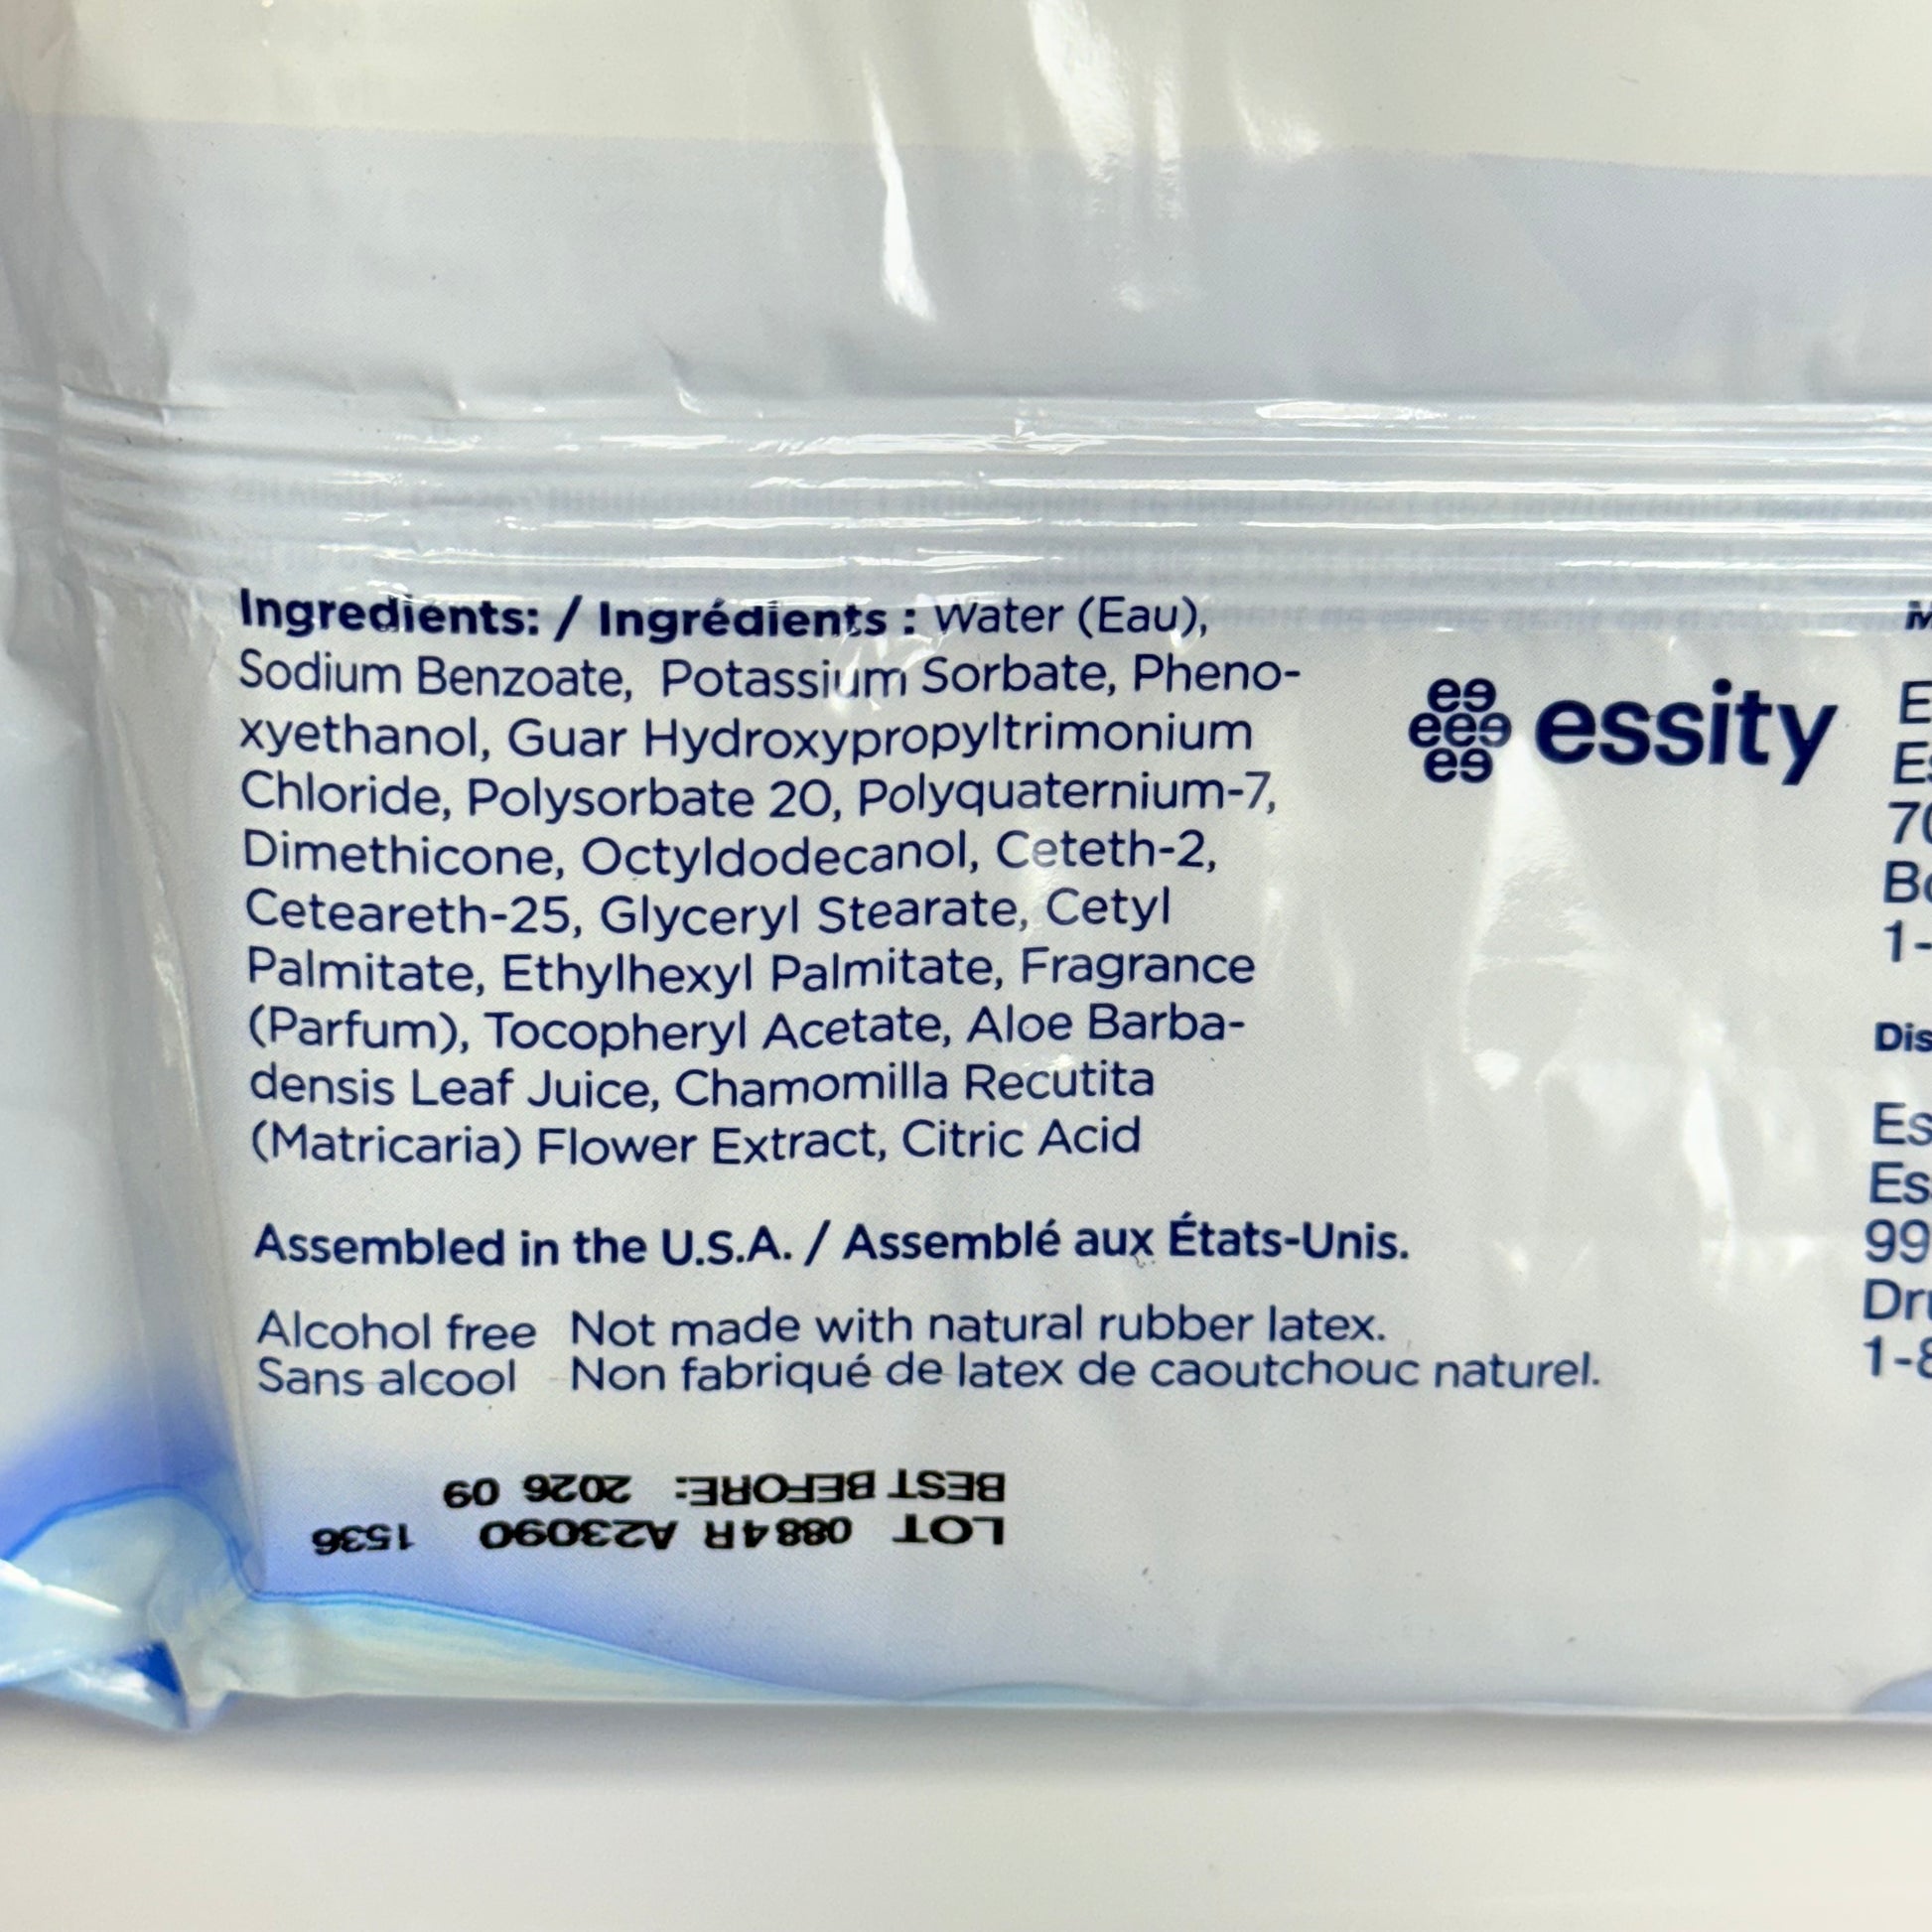 Ingredients: / Ingrédients : Water (Eau),
Sodium Benzoate, Potassium Sorbate, Pheno-
xyethanol, Guar Hydroxypropyltrimonium
Chloride, Polysorbate 20, Polyquaternium-7,
Dimethicone, Octyldodecanol, Ceteth-2,
Ceteareth-25, Glyceryl Stearate, Cetyl
Palmitate, Ethylhexyl Palmitate, Fragrance
(Parfum), Tocopheryl Acetate, Aloe Barba-
densis Leaf Juice, Chamomilla Recutita
(Matricaria) Flower Extract, Citric Acid
Assembled in the U.S.A. / Assemblé aux États-Unis.
Alcohol free Not made with natural rubber latex.
Sans alcool Non fabriqué de latex de caoutchouc naturel.
essity
LOT 0884R A23090 1536
BEST BEFORE: 2026 09